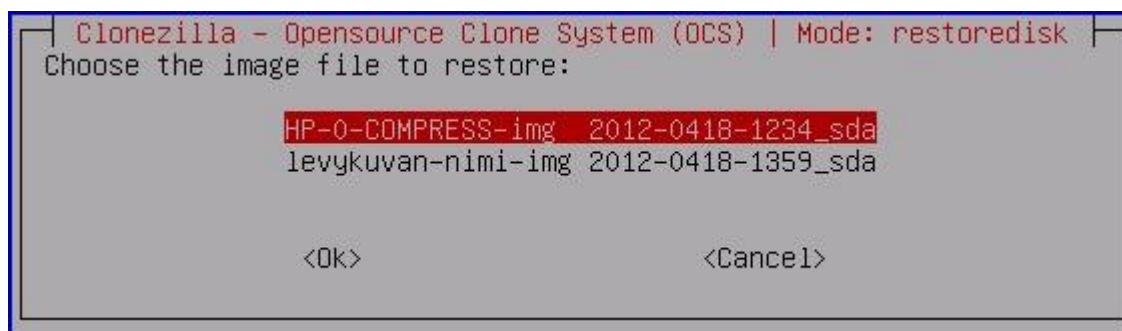 Clonezilla - Opensource Clone System (OCS) | Mode: restoredisk
Choose the image file to restore:
HP-0-COMPRESS-img 2012-0418-1234_sda
levykuvan-nimi-img 2012-0418-1359_sda
<Ok> <Cancel>